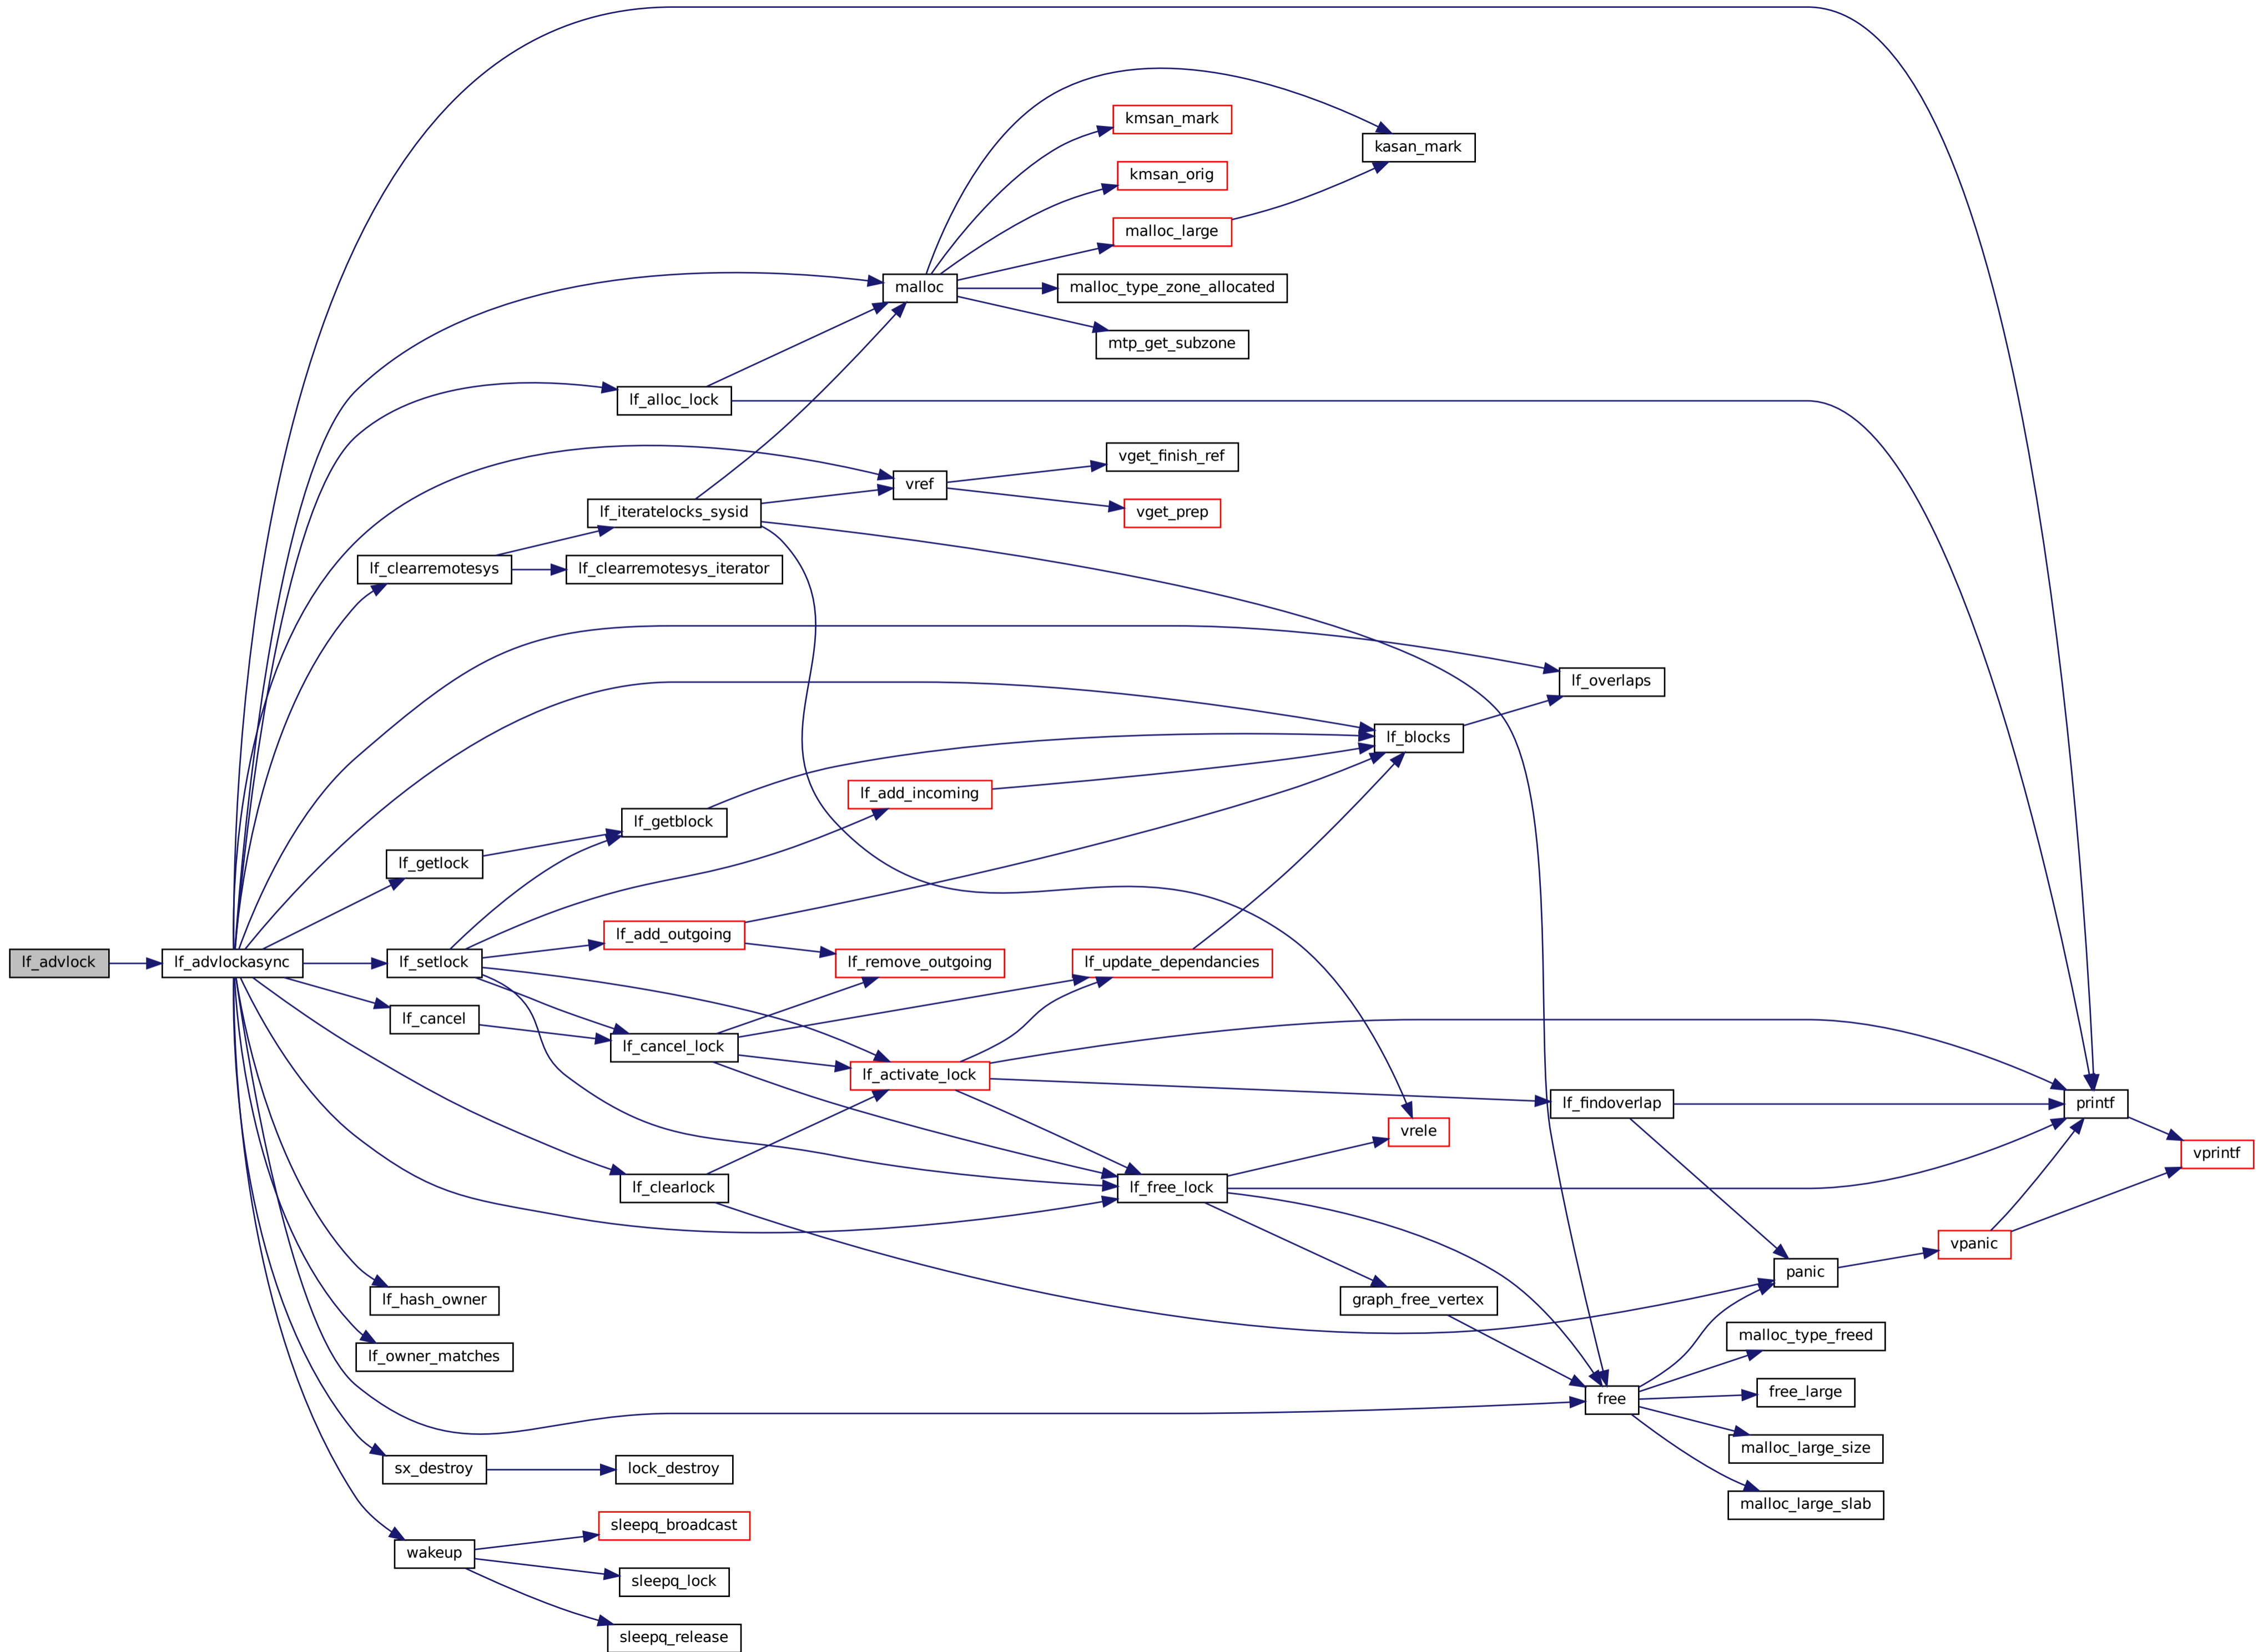 kmsan_mark
kasan_mark
kmsan_orig
malloc_large
malloc
malloc_type_zone_allocated
mtp_get_subzone
lf_alloc_lock
vget_finish_ref
vref
lf_iteratelocks_sysid
vget_prep
lf_clearremotesys
lf_clearremotesys_iterator
lf_overlaps
lf_blocks
lf_add_incoming
lf_getblock
lf_getlock
lf_add_outgoing
lf_advlock
lf_advlockasync
lf_setlock
lf_remove_outgoing
lf_update_dependancies
lf_cancel
lf_cancel_lock
lf_activate_lock
lf_findoverlap
printf
vrele
vprintf
lf_clearlock
lf_free_lock
vpanic
panic
lf_hash_owner
graph_free_vertex
malloc_type_freed
lf_owner_matches
free
free_large
malloc_large_size
sx_destroy
lock_destroy
malloc_large_slab
sleepq_broadcast
wakeup
sleepq_lock
sleepq_release